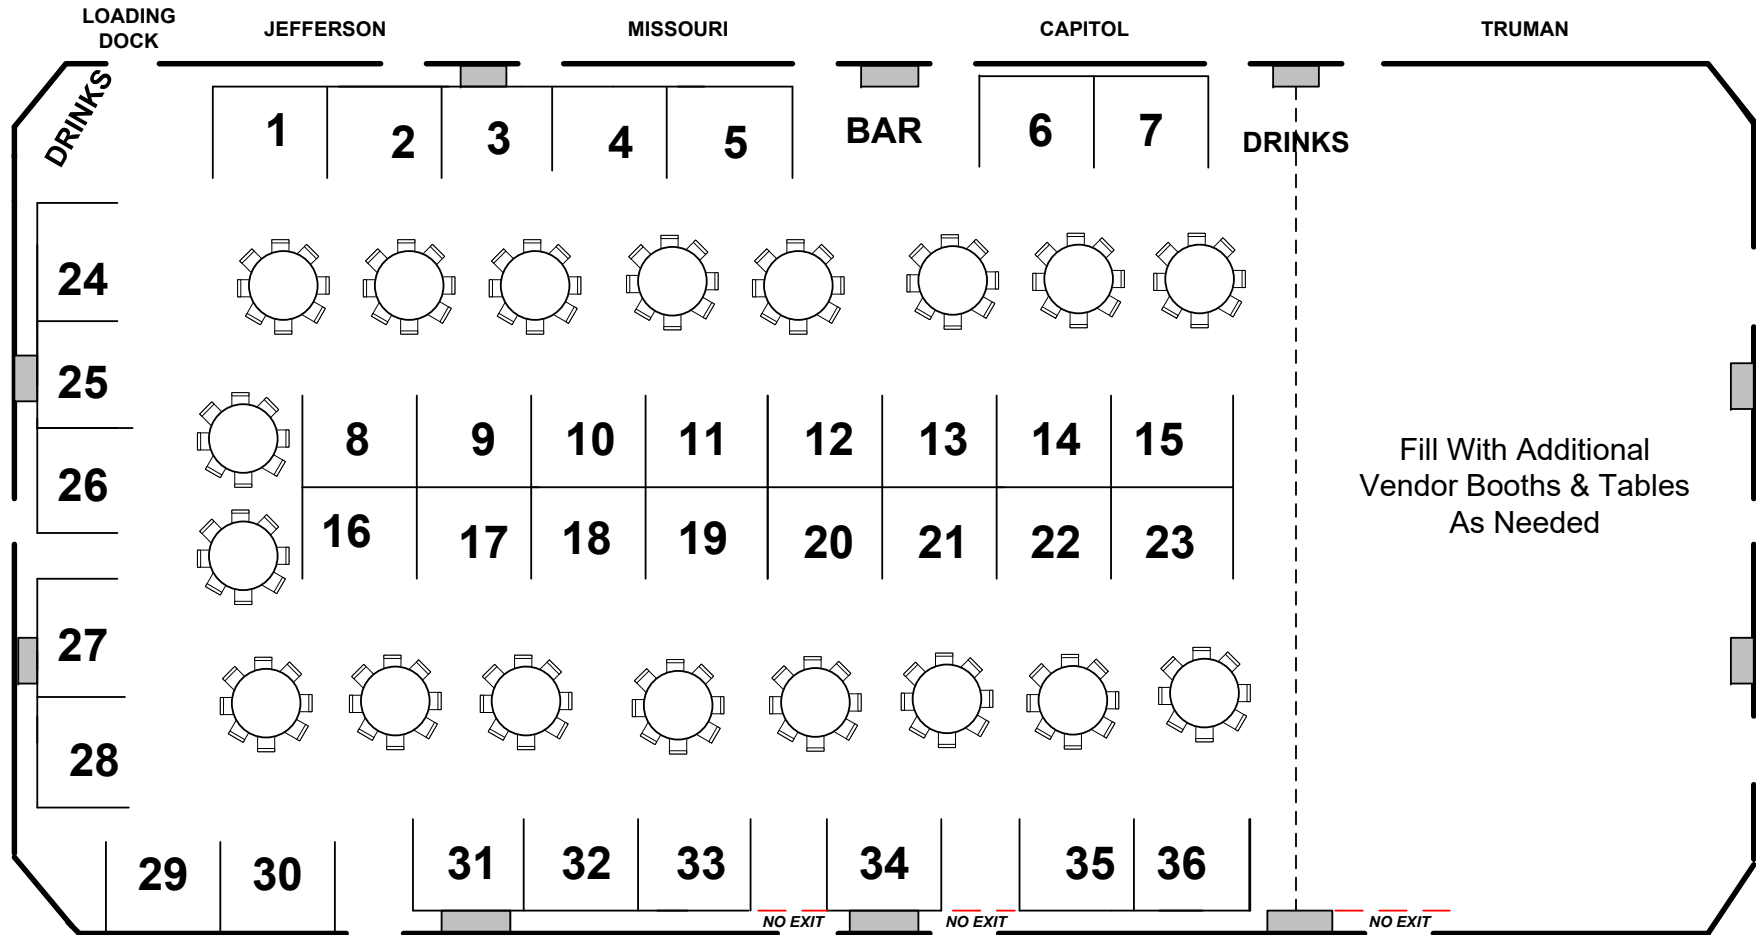 LOADING
DOCK
JEFFERSON
MISSOURI
CAPITOL
TRUMAN
DRINKS
1
2
3
4
5
BAR
6
7
DRINKS
24
25
26
27
28
8
9
10
11
12
13
14
15
16
17
18
19
20
21
22
23
Fill With Additional
Vendor Booths & Tables
As Needed
29
30
31
32
33
34
35
36
NO EXIT
NO EXIT
NO EXIT